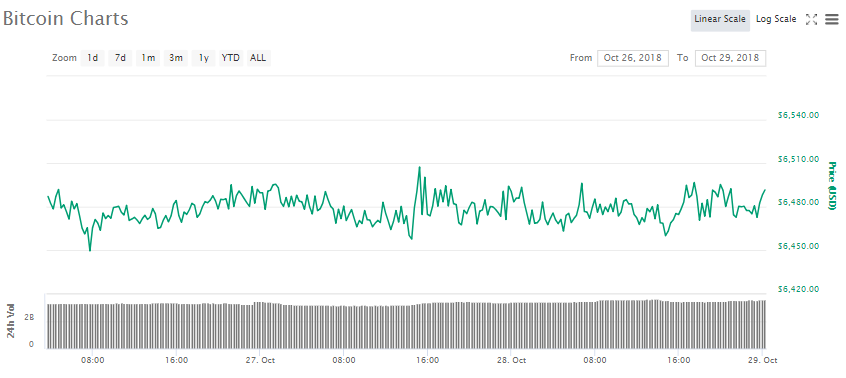 Bitcoin Charts
Linear Scale Log Scale
Zoom 1d 7d 1m 3m 1y YTD ALL From Oct 26, 2018 To Oct 29, 2018
$6,540.00
$6,510.00
$6,480.00
$6,450.00
$6,420.00
Price (USD)
24h Vol
2B
0
08:00 16:00 27. Oct 08:00 16:00 28. Oct 08:00 16:00 29. Oct